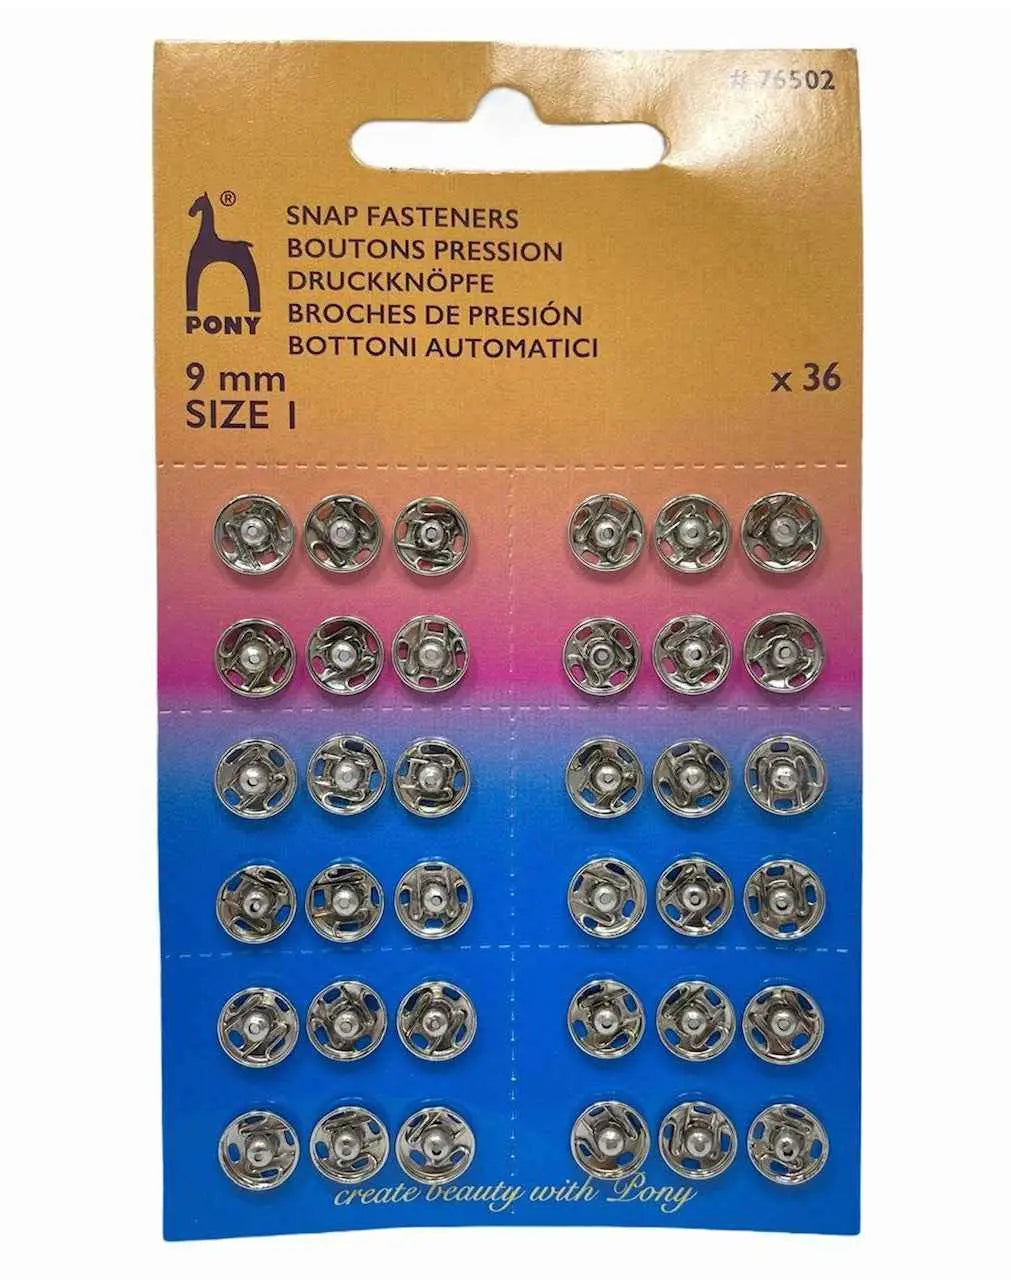 # 76502
®
PONY
SNAP FASTENERS
BOUTONS PRESSION
DRUCKKNÖPFE
BROCHES DE PRESIÓN
BOTTONI AUTOMATICI
9 mm
SIZE 1
x 36
create beauty with Pony